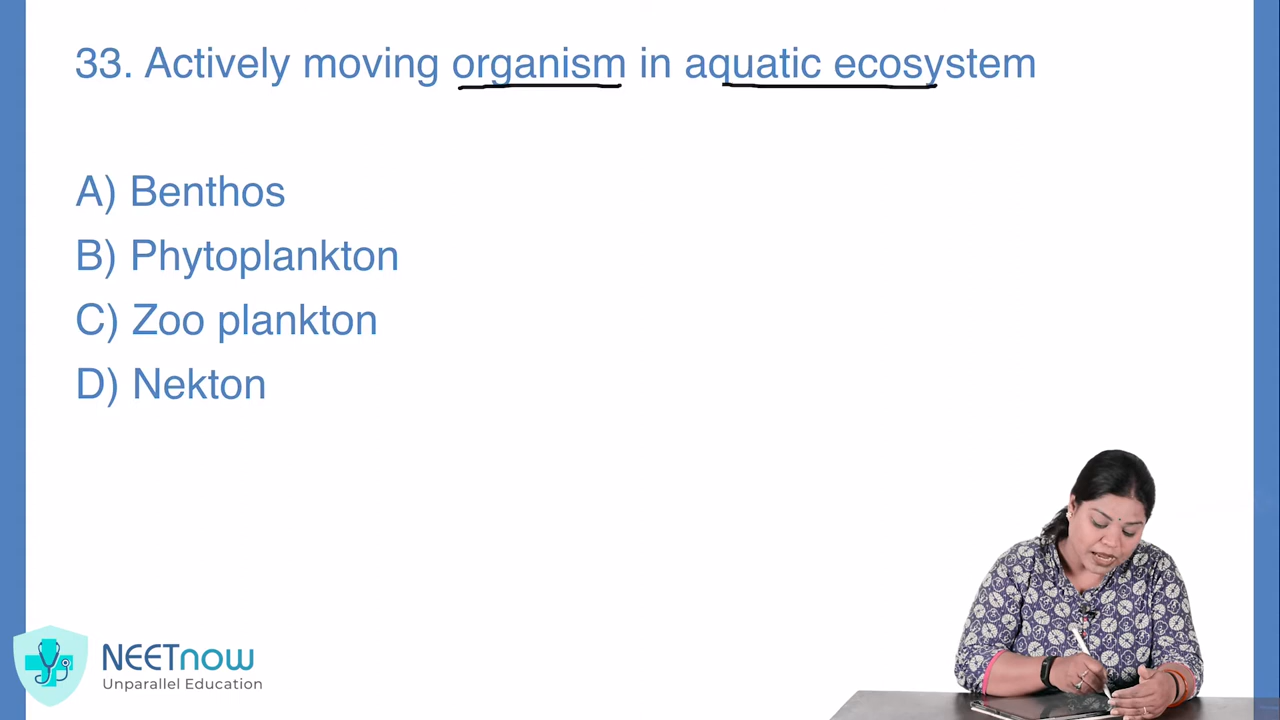 33. Actively moving organism in aquatic ecosystem
A) Benthos
B) Phytoplankton
C) Zoo plankton
D) Nekton
NEETnow
Unparallel Education